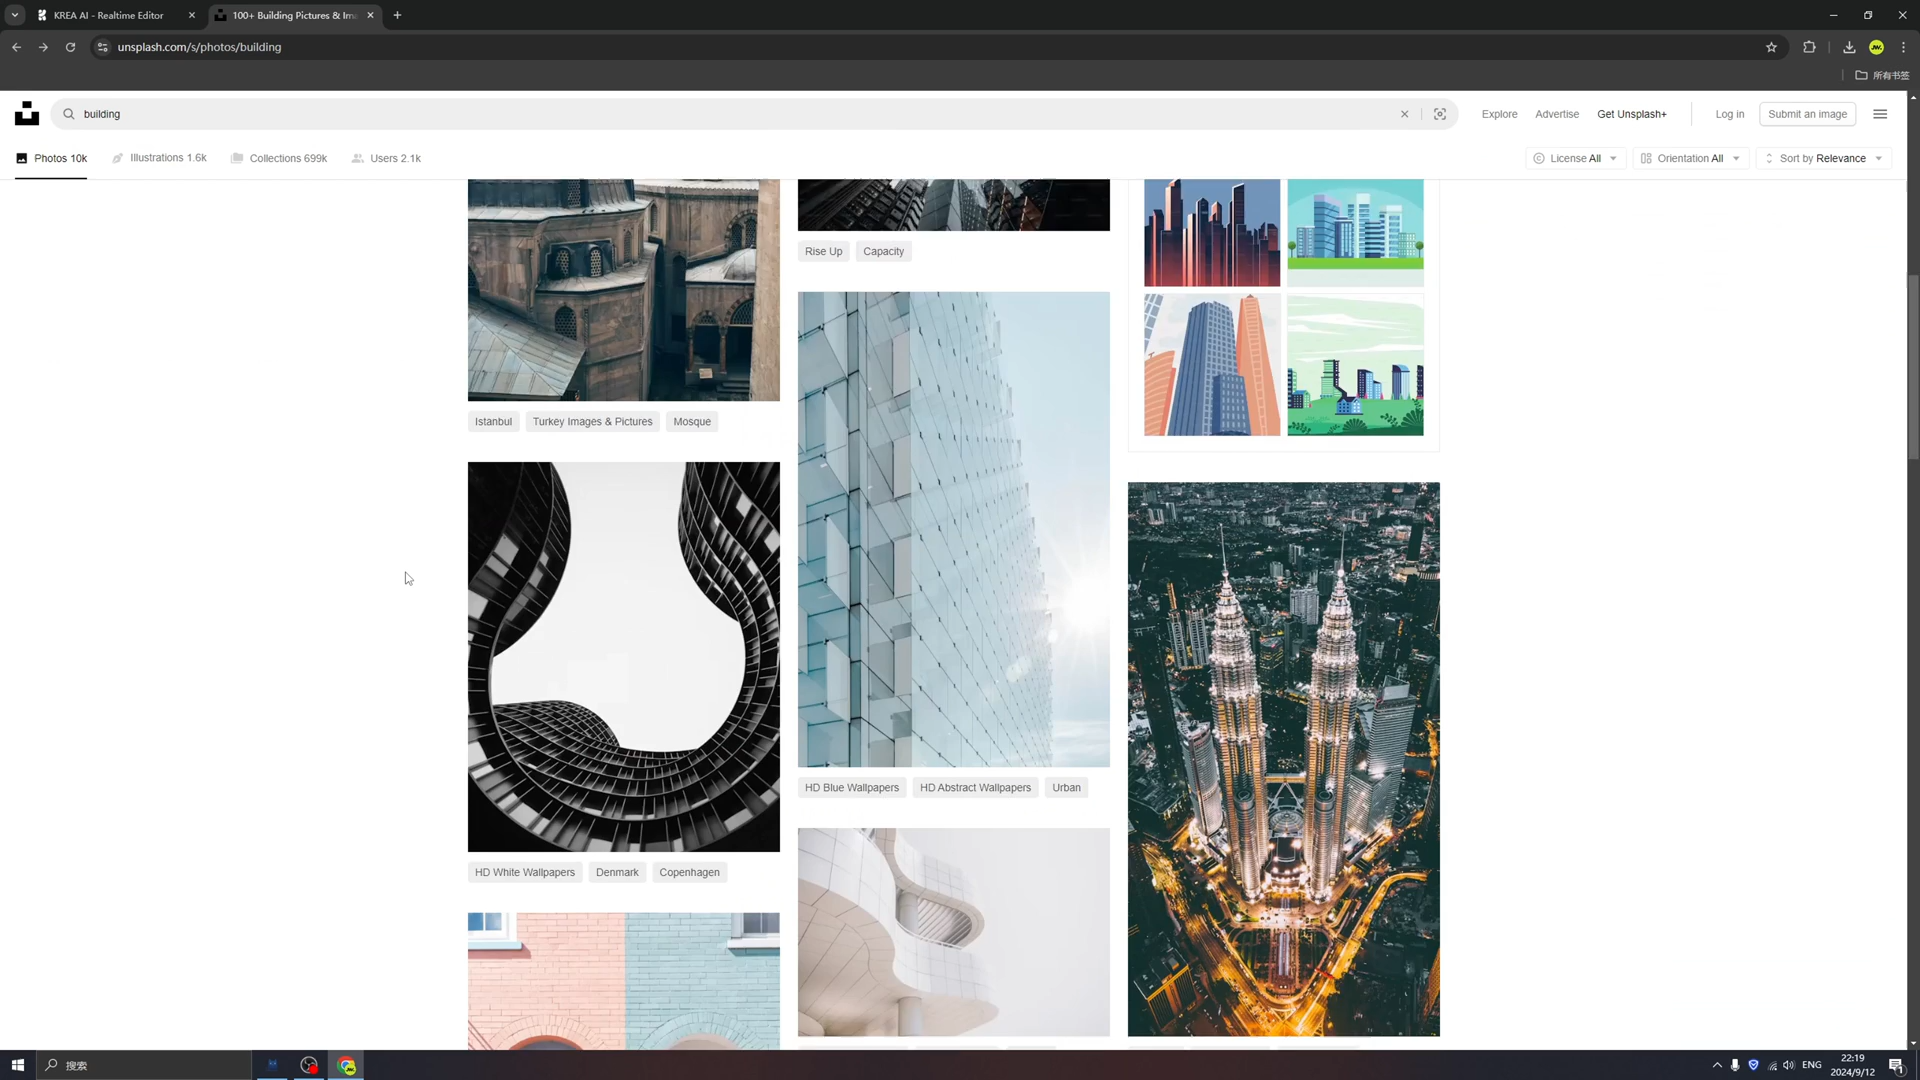 KREA AI - Realtime Editor
100+ Building Pictures & Im
unsplash.com/s/photos/building
所有书签
building
Explore
Advertise
Get Unsplash+
Log in
Submit an image
Photos 10k
Illustrations 1.6k
Collections 699k
Users 2.1k
License All
Orientation All
Sort by Relevance
Rise Up
Capacity
Istanbul
Turkey Images & Pictures
Mosque
HD Blue Wallpapers
HD Abstract Wallpapers
Urban
HD White Wallpapers
Denmark
Copenhagen
搜索
ENG
22:19
2024/9/12